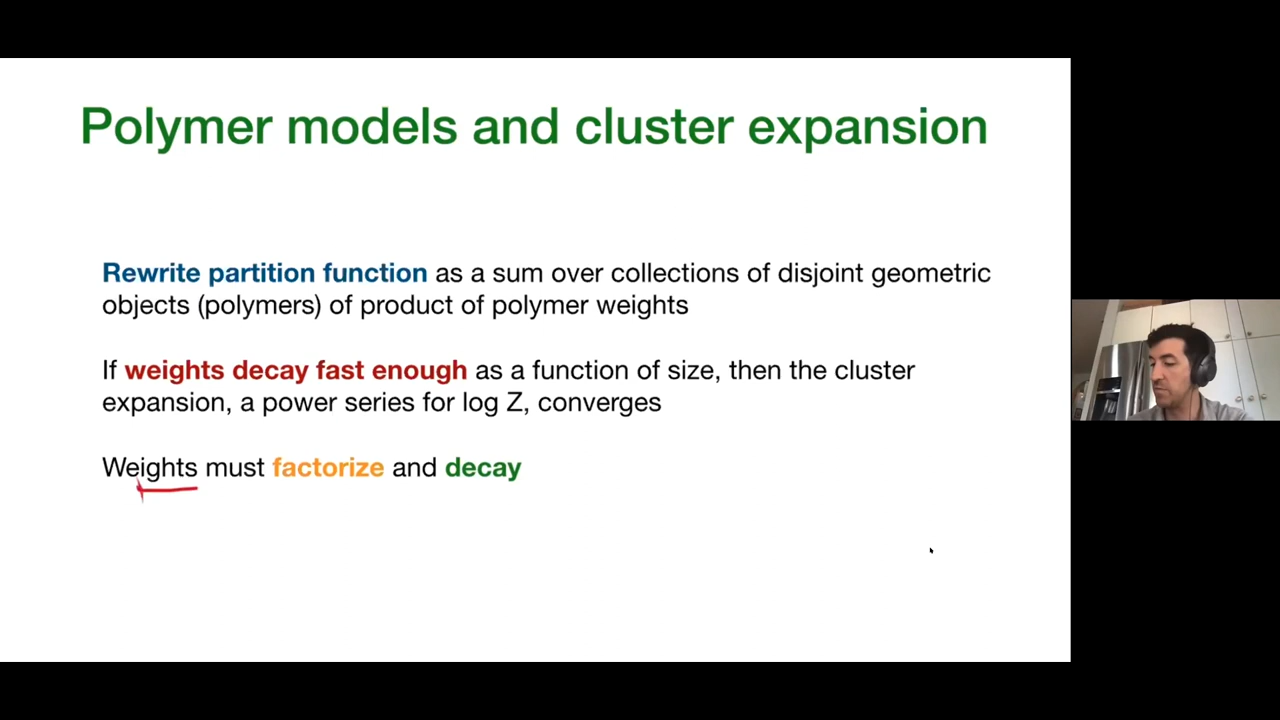 Polymer models and cluster expansion
Rewrite partition function as a sum over collections of disjoint geometric
objects (polymers) of product of polymer weights
If weights decay fast enough as a function of size, then the cluster
expansion, a power series for log Z, converges
Weights must factorize and decay